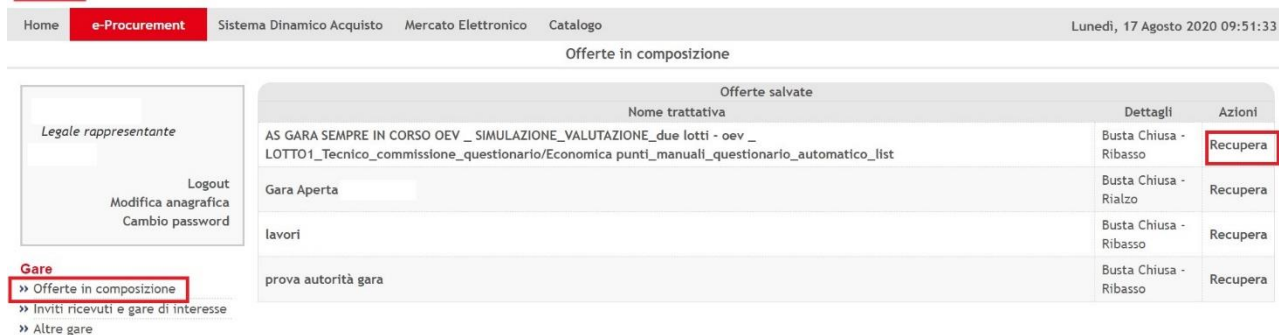 Home e-Procurement Sistema Dinamico Acquisto Mercato Elettronico Catalogo Lunedì, 17 Agosto 2020 09:51:33
Offerte in composizione
Legale rappresentante
Logout
Modifica anagrafica
Cambio password
Gare
» Offerte in composizione
» Inviti ricevuti e gare di interesse
» Altre gare
Offerte salvate
Nome trattativa Dettagli Azioni
AS GARA SEMPRE IN CORSO OEV _ SIMULAZIONE_VALUTAZIONE_due lotti - oev _
LOTTO1_Tecnico_commissione_questionario/Economica punti_manuali_questionario_automatico_list
Busta Chiusa -
Ribasso
Recupera
Gara Aperta
Busta Chiusa -
Rialzo
Recupera
lavori
Busta Chiusa -
Ribasso
Recupera
prova autorità gara
Busta Chiusa -
Ribasso
Recupera